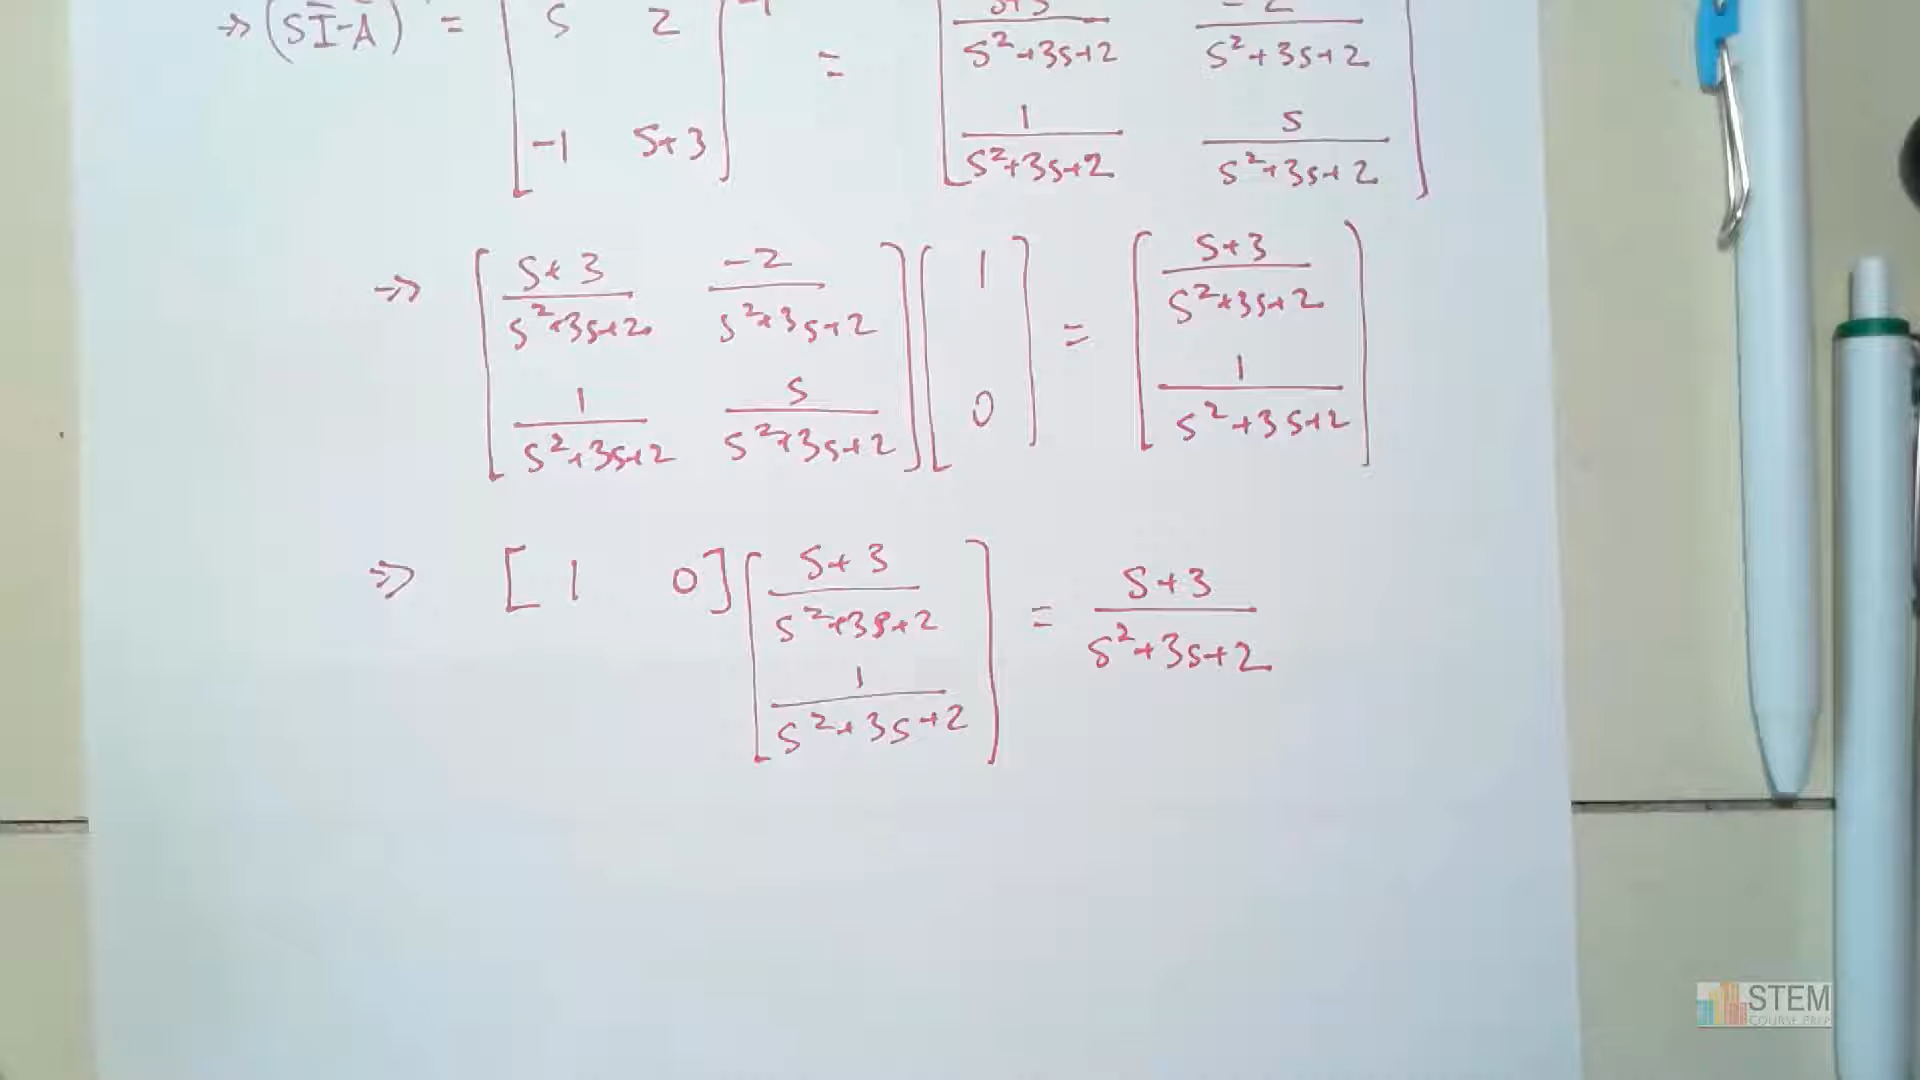 → (sĪ-Ā) = [s 2; -1 s+3]⁻¹ = [s+3/s²+3s+2 -2/s²+3s+2; 1/s²+3s+2 s/s²+3s+2]
→ [s+3/s²+3s+2 -2/s²+3s+2; 1/s²+3s+2 s/s²+3s+2] [1; 0] = [s+3/s²+3s+2; 1/s²+3s+2]
⇒ [1 0] [s+3/s²+3s+2; 1/s²+3s+2] = s+3/s²+3s+2
STEM
COURSE PREP